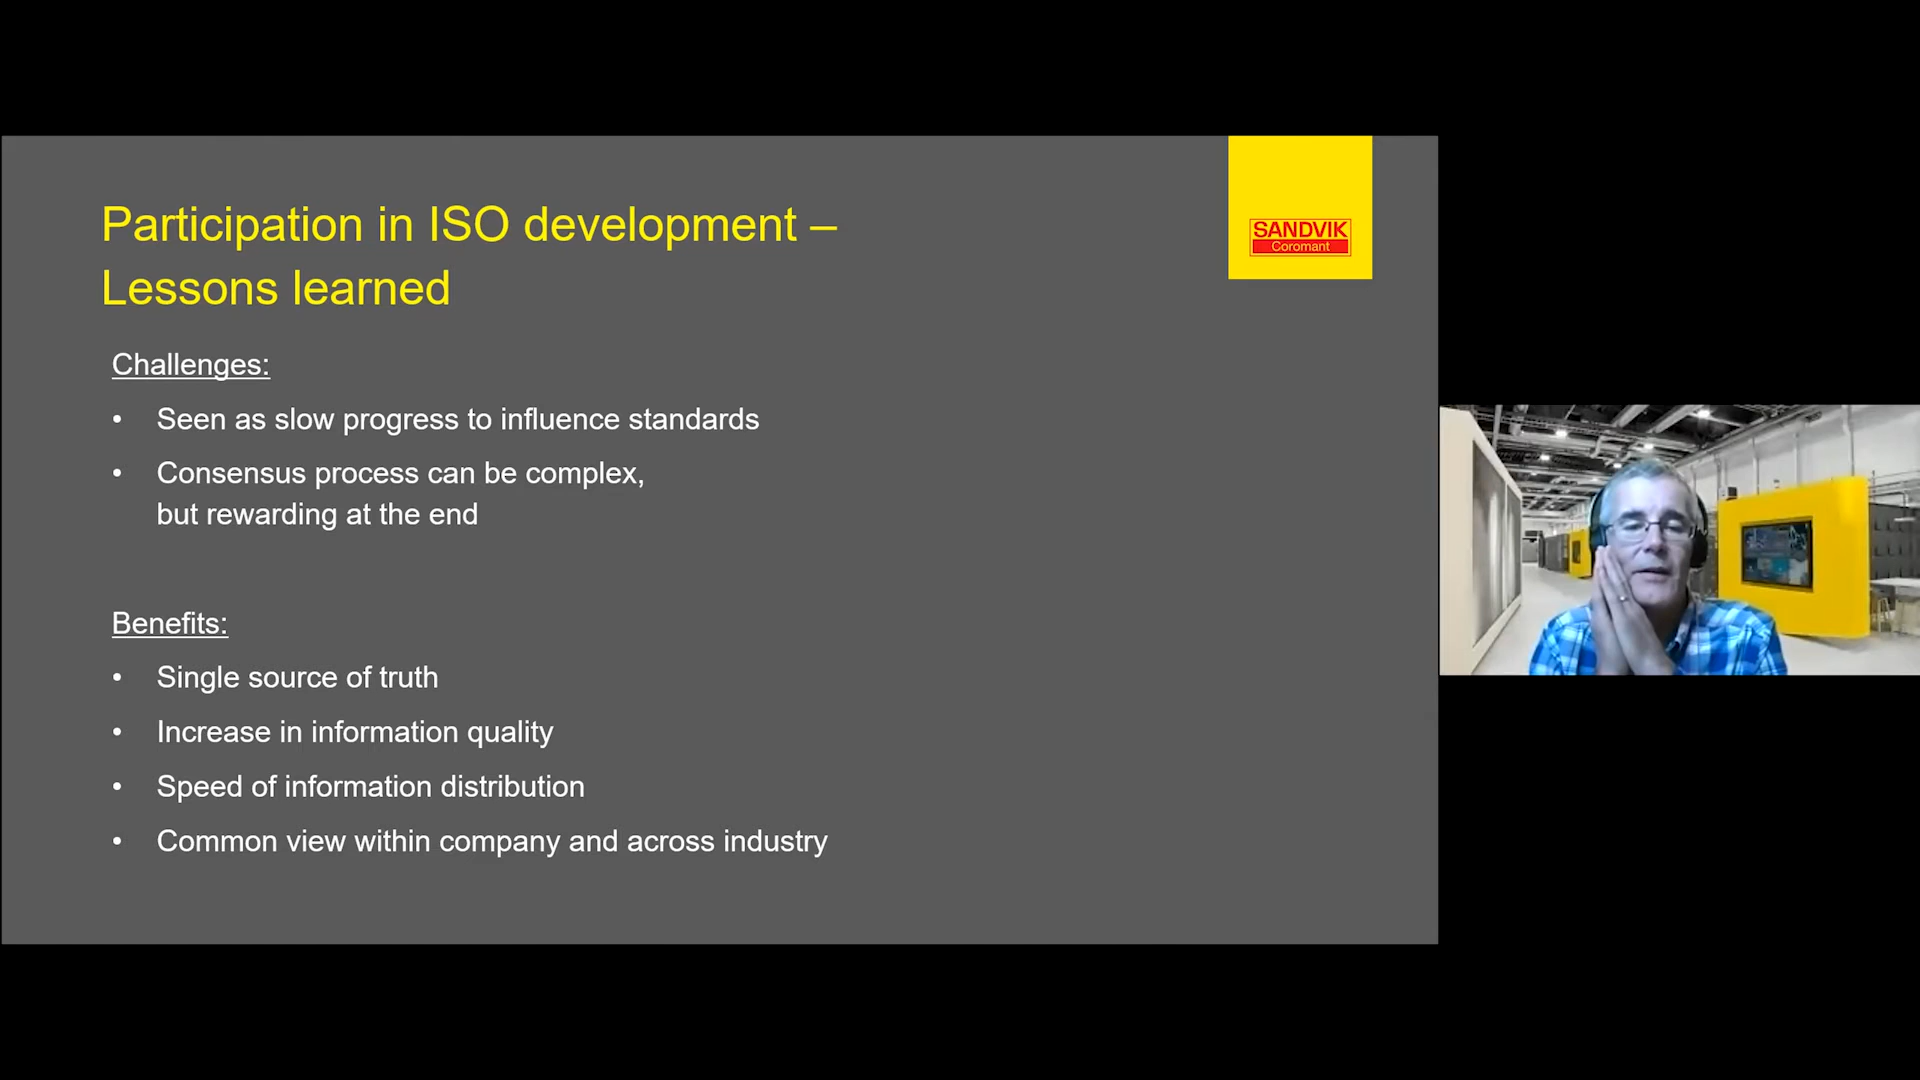 Participation in ISO development –
Lessons learned
SANDVIK
Coromant
Challenges:
• Seen as slow progress to influence standards
• Consensus process can be complex,
but rewarding at the end
Benefits:
• Single source of truth
• Increase in information quality
• Speed of information distribution
• Common view within company and across industry